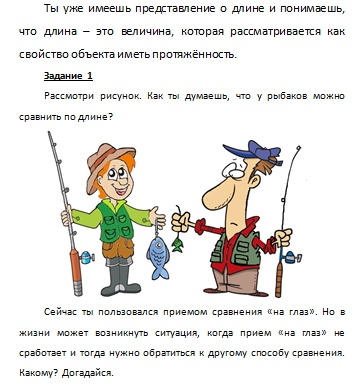 Ты уже имеешь представление о длине и понимаешь,
что длина – это величина, которая рассматривается как
свойство объекта иметь протяжённость.
Задание 1
Рассмотри рисунок. Как ты думаешь, что у рыбаков можно
сравнить по длине?
Сейчас ты пользовался приемом сравнения «на глаз». Но в
жизни может возникнуть ситуация, когда прием «на глаз» не
сработает и тогда нужно обратиться к другому способу сравнения.
Какому? Догадайся.